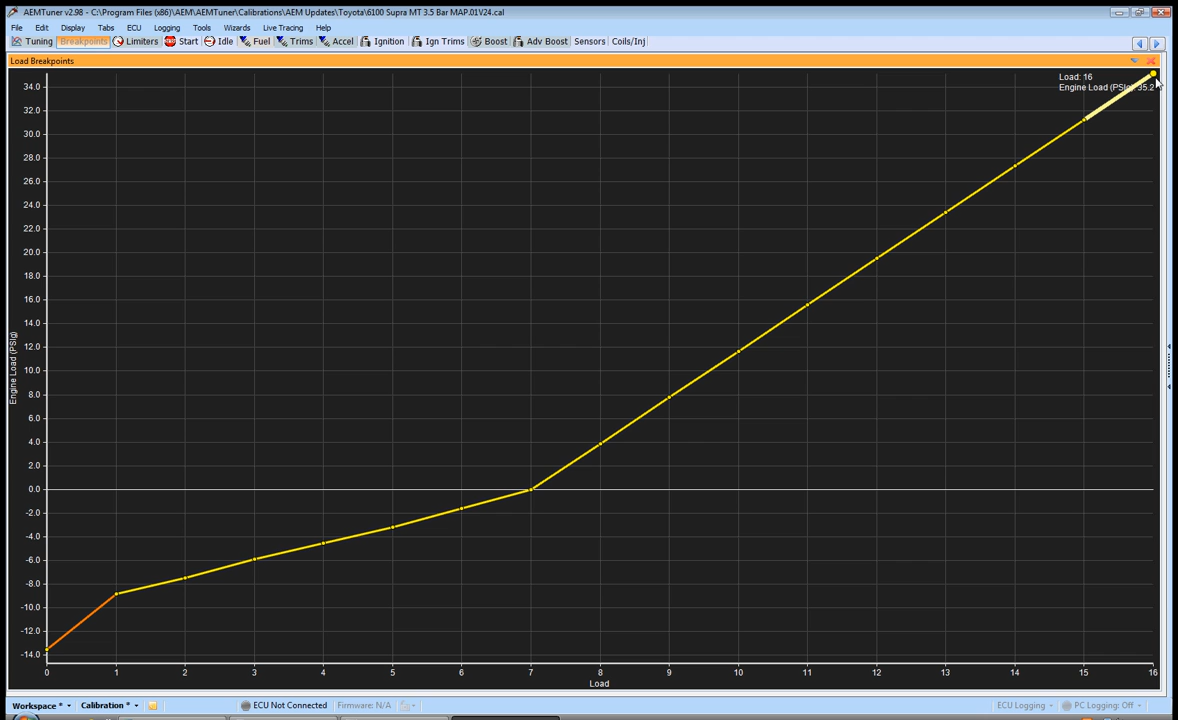 AEMTuner v2.98 - C:\Program Files (x86)\AEM\AEMTuner\Calibrations\AEM Updates\Toyota\6100 Supra MT 3.5 Bar MAP.01V24.cal
File Edit Display Tabs ECU Logging Tools Wizards Live Tracing Help
Tuning Breakpoints Limiters Start Idle Fuel Trims Accel Ignition Ign Trims Boost Adv Boost Sensors Coils/Inj
Load Breakpoints
Load: 16
Engine Load (PSIg): 35.2
34.0
32.0
30.0
28.0
26.0
24.0
22.0
20.0
18.0
16.0
14.0
12.0
10.0
8.0
6.0
4.0
2.0
0.0
-2.0
-4.0
-6.0
-8.0
-10.0
-12.0
-14.0
Engine Load (PSIg)
0 1 2 3 4 5 6 7 8 9 10 11 12 13 14 15 16
Load
Workspace * Calibration * ECU Not Connected Firmware: N/A ECU Logging PC Logging: Off